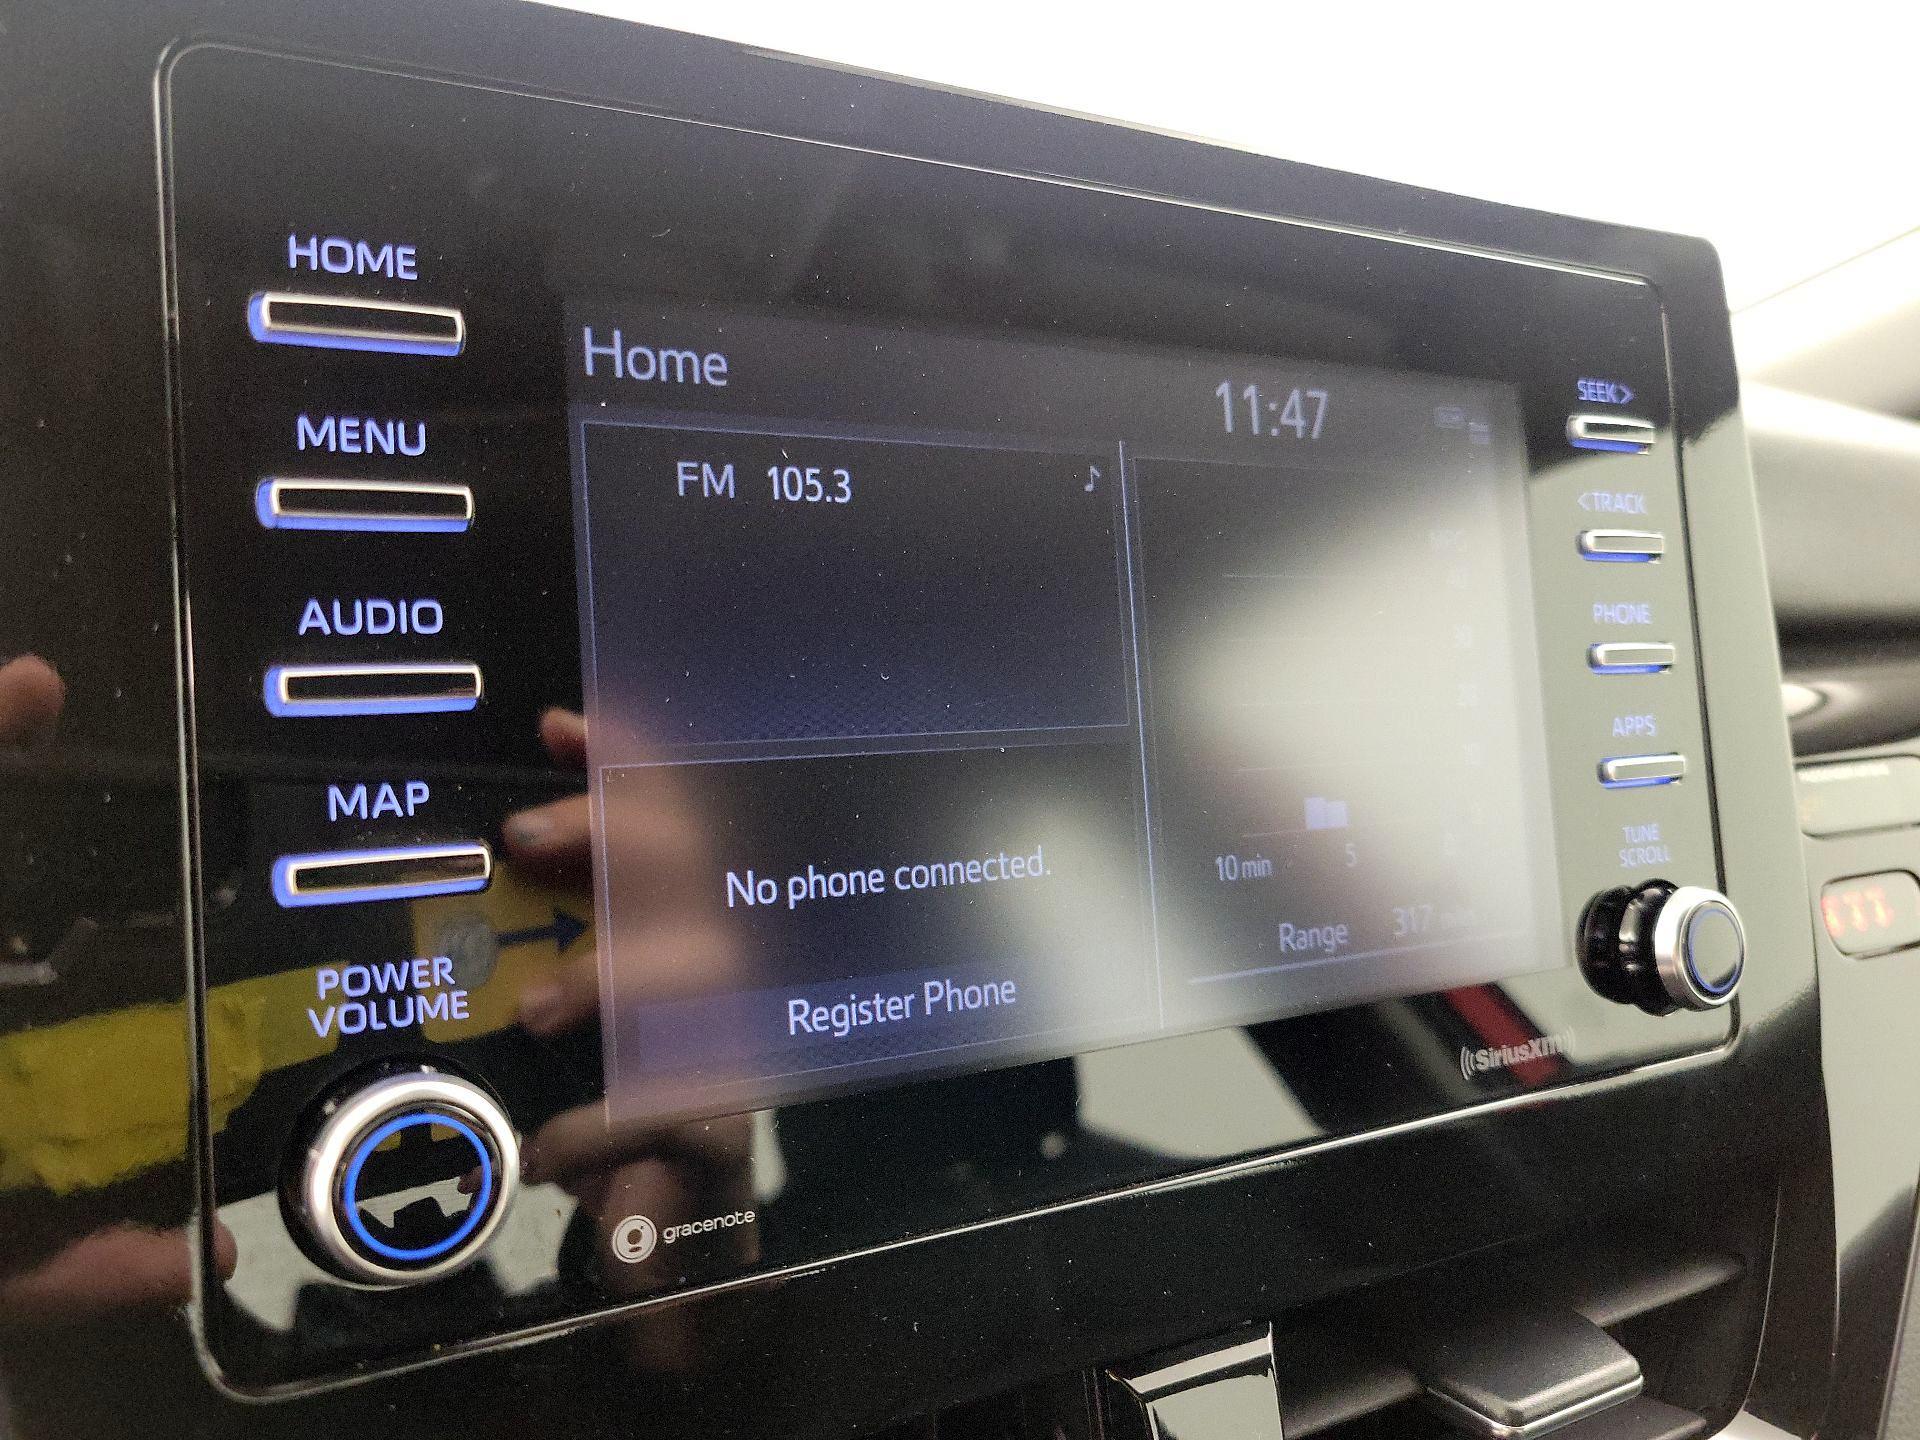 HOME
MENU
AUDIO
MAP
POWER
VOLUME
Home
11:47
FM 105.3
No phone connected.
Register Phone
10 min
5
Range 317
SEEK>
<TRACK
PHONE
APPS
TUNE
SCROLL
SiriusXM
gracenote